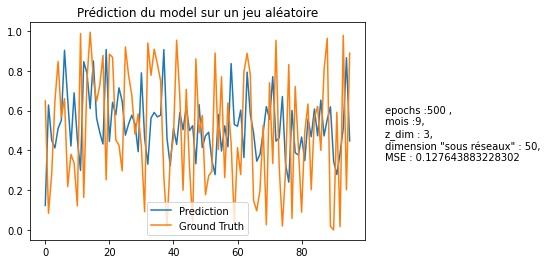 Prédiction du model sur un jeu aléatoire
1.0
0.8
0.6
0.4
0.2
0.0
Prediction
Ground Truth
0 20 40 60 80
epochs :500 ,
mois :9,
z_dim : 3,
dimension "sous réseaux" : 50,
MSE : 0.127643883228302